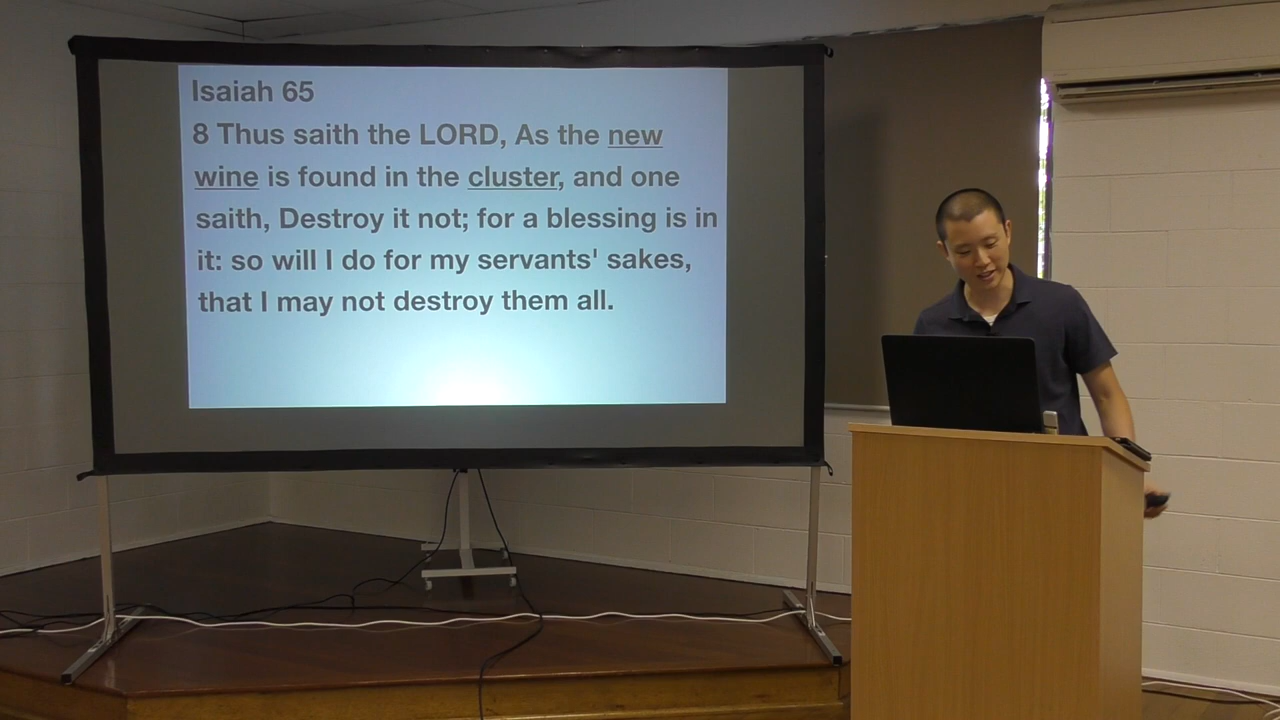 Isaiah 65
8 Thus saith the LORD, As the new
wine is found in the cluster, and one
saith, Destroy it not; for a blessing is in
it: so will I do for my servants' sakes,
that I may not destroy them all.